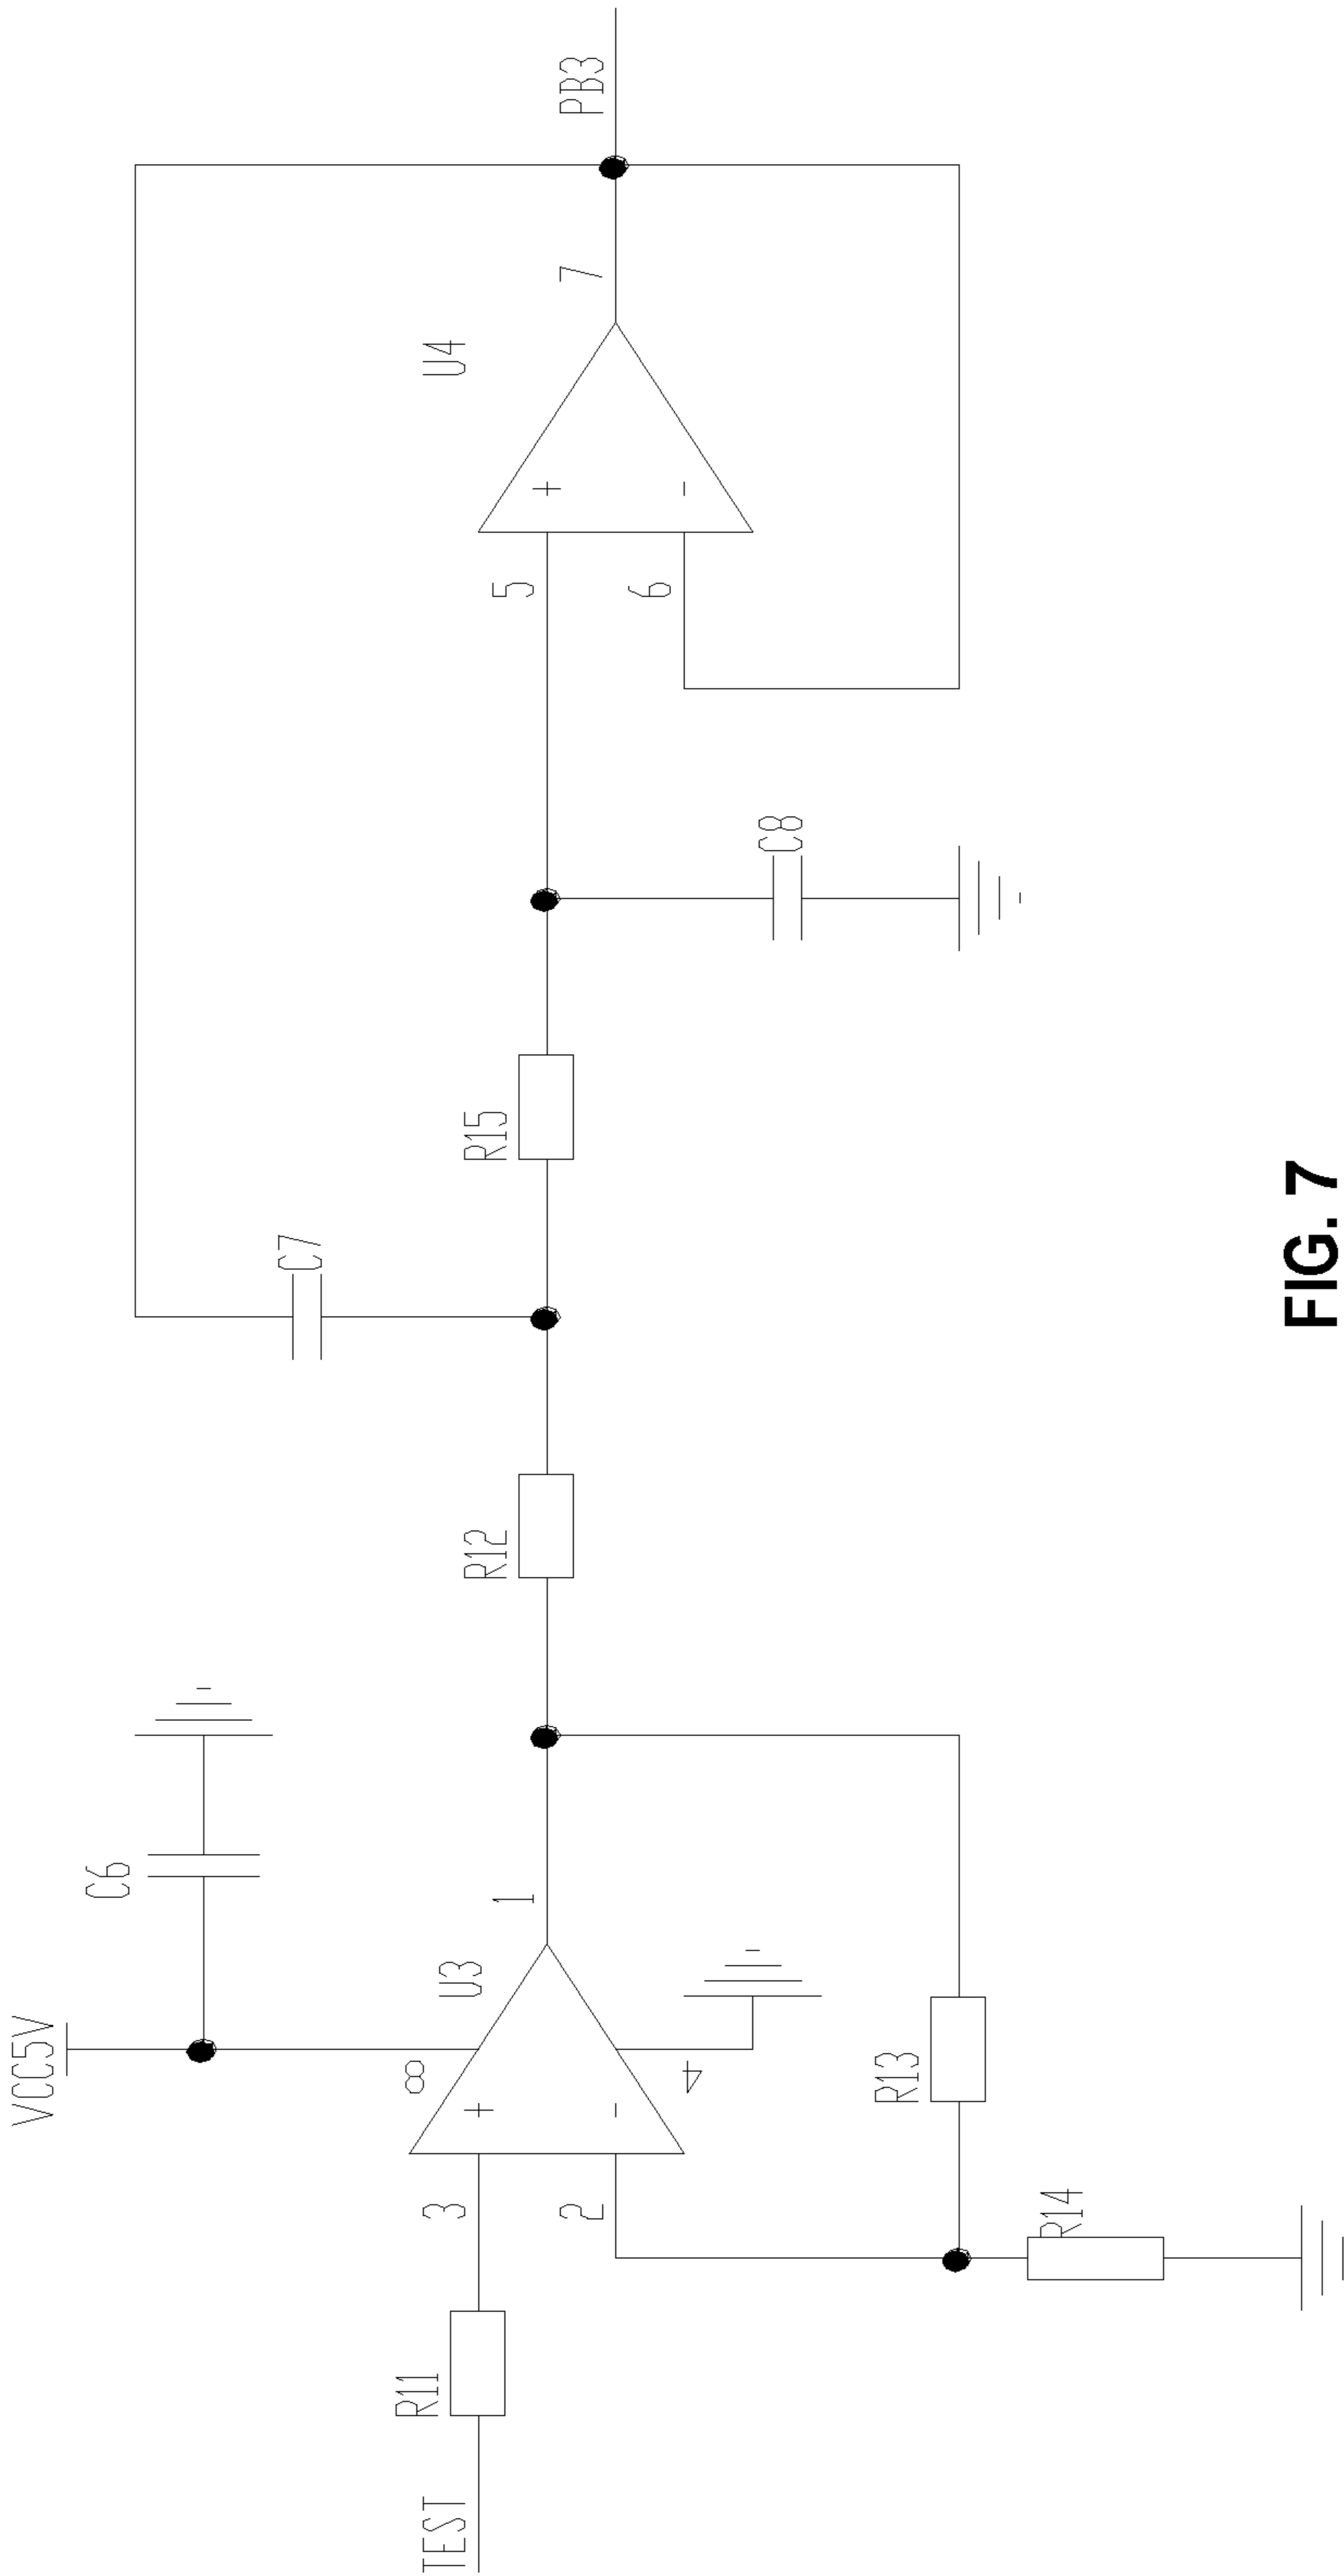 VCC5V
C6
8
U3
3
1
2
4
TEST
R11
R13
R14
R12
C7
R15
C8
5
6
U4
7
PB3
+
-
+
-
FIG. 7